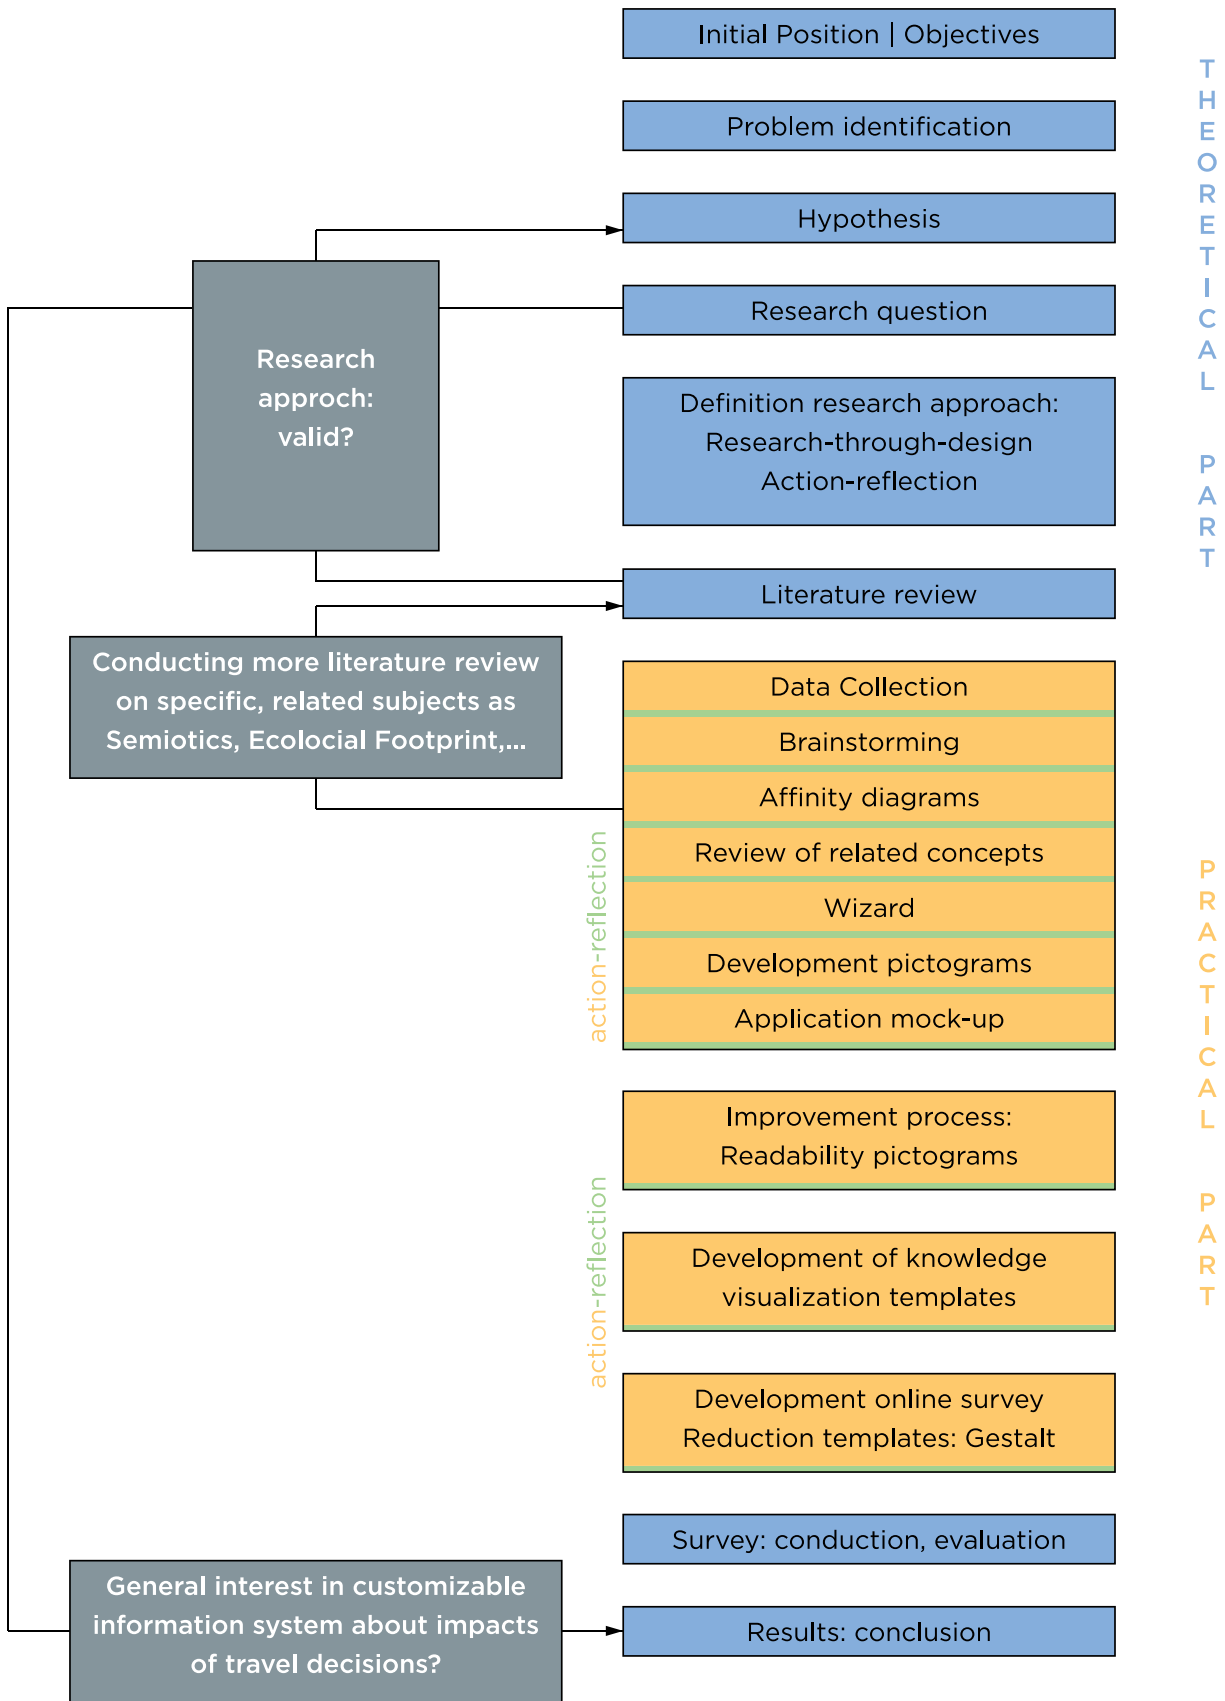 Initial Position | Objectives
Problem identification
Hypothesis
Research question
Research
approch:
valid?
Definition research approach:
Research-through-design
Action-reflection
Literature review
Conducting more literature review
on specific, related subjects as
Semiotics, Ecolocial Footprint,...
Data Collection
Brainstorming
Affinity diagrams
Review of related concepts
Wizard
Development pictograms
Application mock-up
action-reflection
Improvement process:
Readability pictograms
Development of knowledge
visualization templates
Development online survey
Reduction templates: Gestalt
action-reflection
Survey: conduction, evaluation
General interest in customizable
information system about impacts
of travel decisions?
Results: conclusion
THEORETICAL PART
PRACTICAL PART